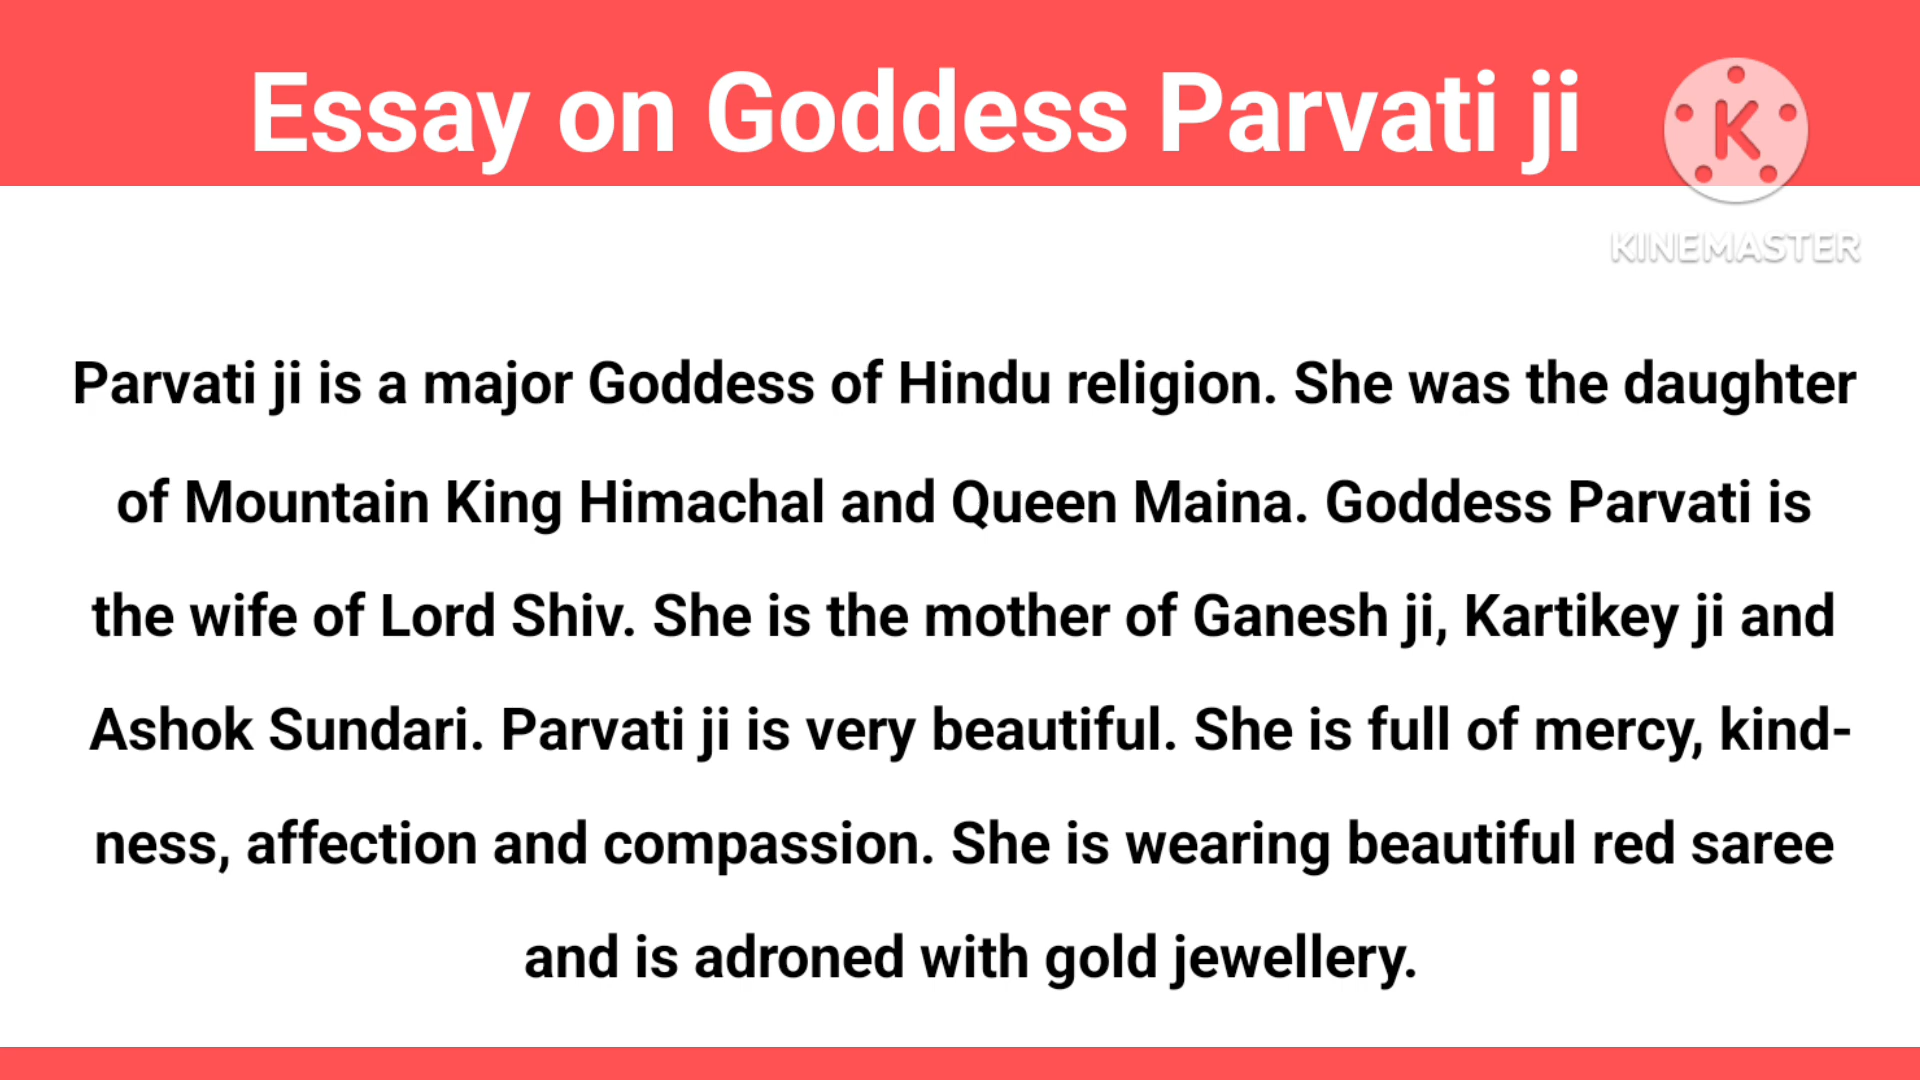 Essay on Goddess Parvati ji
K
KINEMASTER
Parvati ji is a major Goddess of Hindu religion. She was the daughter
of Mountain King Himachal and Queen Maina. Goddess Parvati is
the wife of Lord Shiv. She is the mother of Ganesh ji, Kartikey ji and
Ashok Sundari. Parvati ji is very beautiful. She is full of mercy, kind-
ness, affection and compassion. She is wearing beautiful red saree
and is adroned with gold jewellery.